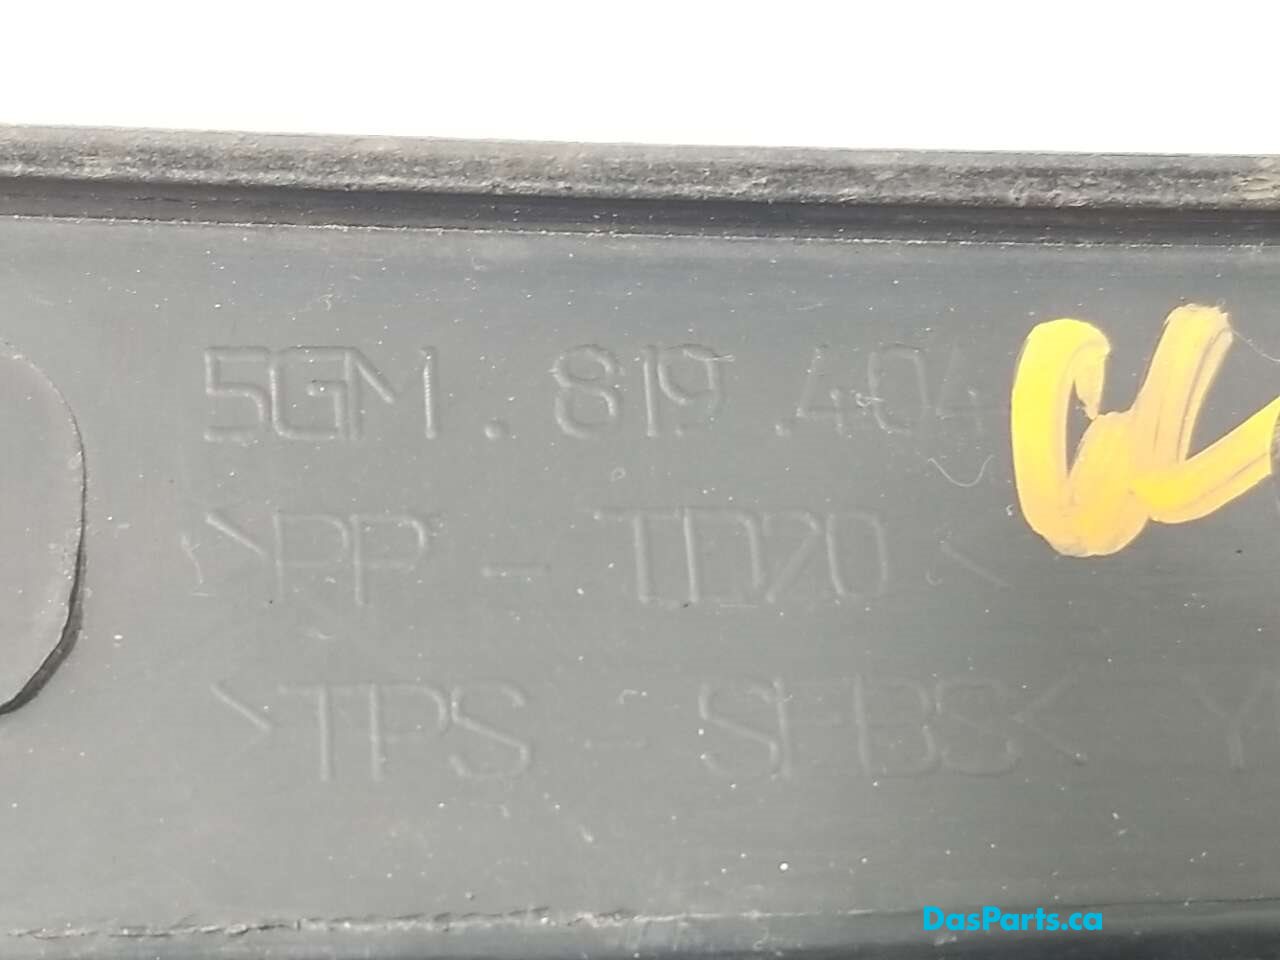 5GM.819.404
>PP-TD20<
>TPS-SEBS< Y
DasParts.ca